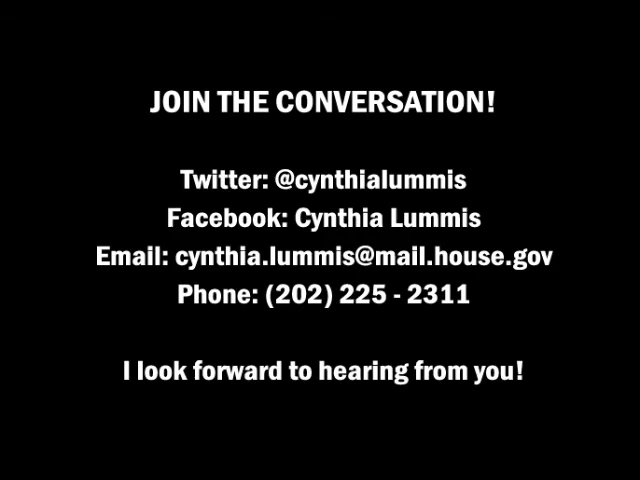 JOIN THE CONVERSATION!
Twitter: @cynthialummis
Facebook: Cynthia Lummis
Email: cynthia.lummis@mail.house.gov
Phone: (202) 225 - 2311
I look forward to hearing from you!